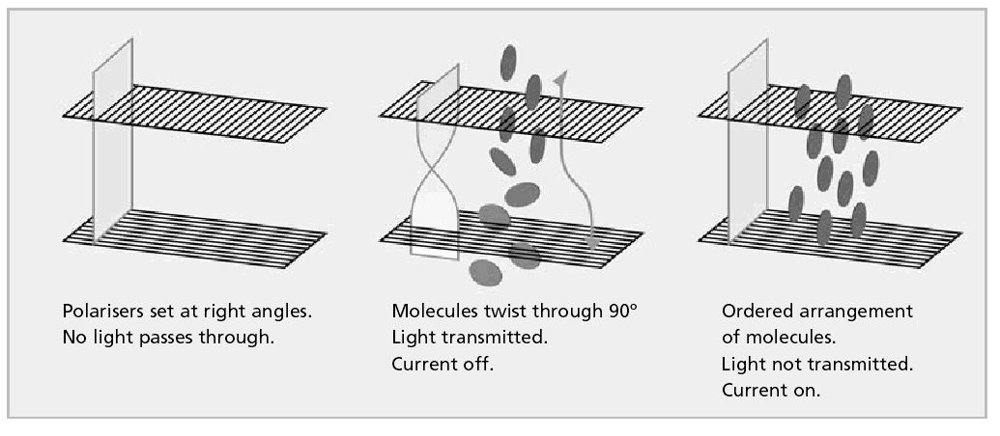 Polarisers set at right angles.
No light passes through.
Molecules twist through 90º
Light transmitted.
Current off.
Ordered arrangement
of molecules.
Light not transmitted.
Current on.